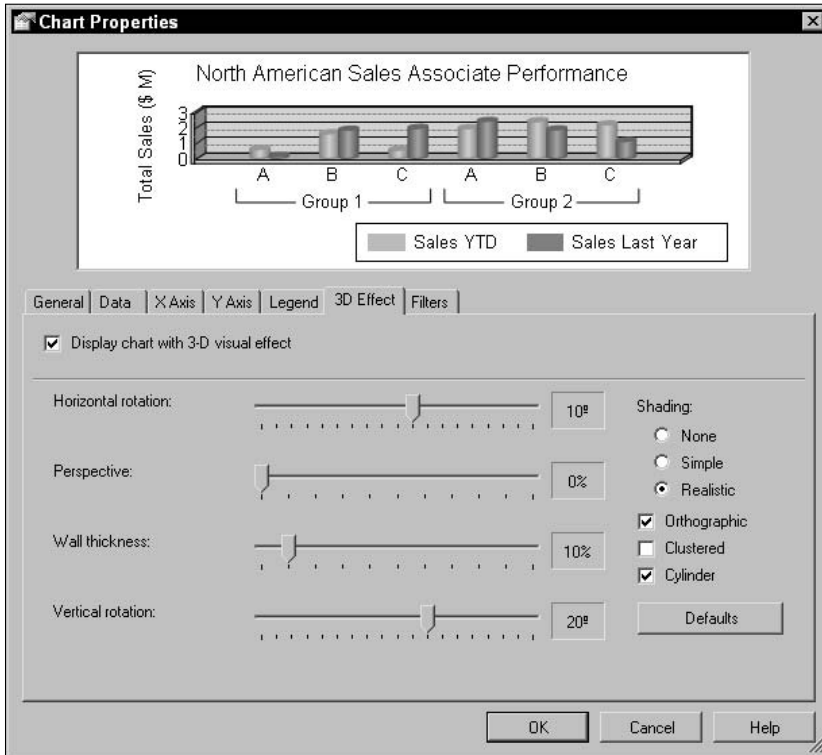 Chart Properties
North American Sales Associate Performance
Total Sales ($ M)
3
2
1
0
A B C A B C
Group 1 Group 2
Sales YTD Sales Last Year
General Data X Axis Y Axis Legend 3D Effect Filters
Display chart with 3-D visual effect
Horizontal rotation: 10º
Shading:
None
Simple
Realistic
Perspective: 0%
Orthographic
Clustered
Cylinder
Wall thickness: 10%
Vertical rotation: 20º
Defaults
OK Cancel Help